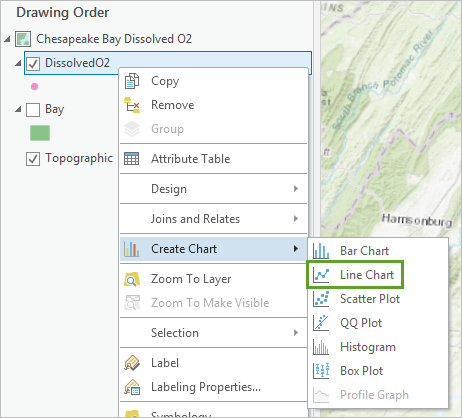 Drawing Order
Chesapeake Bay Dissolved O2
DissolvedO2
Bay
Topographic
Copy
Remove
Group
Attribute Table
Design
Joins and Relates
Create Chart
Zoom To Layer
Zoom To Make Visible
Selection
Label
Labeling Properties...
Bar Chart
Line Chart
Scatter Plot
QQ Plot
Histogram
Box Plot
Profile Graph
South Branch Potomac River
Harrisonburg